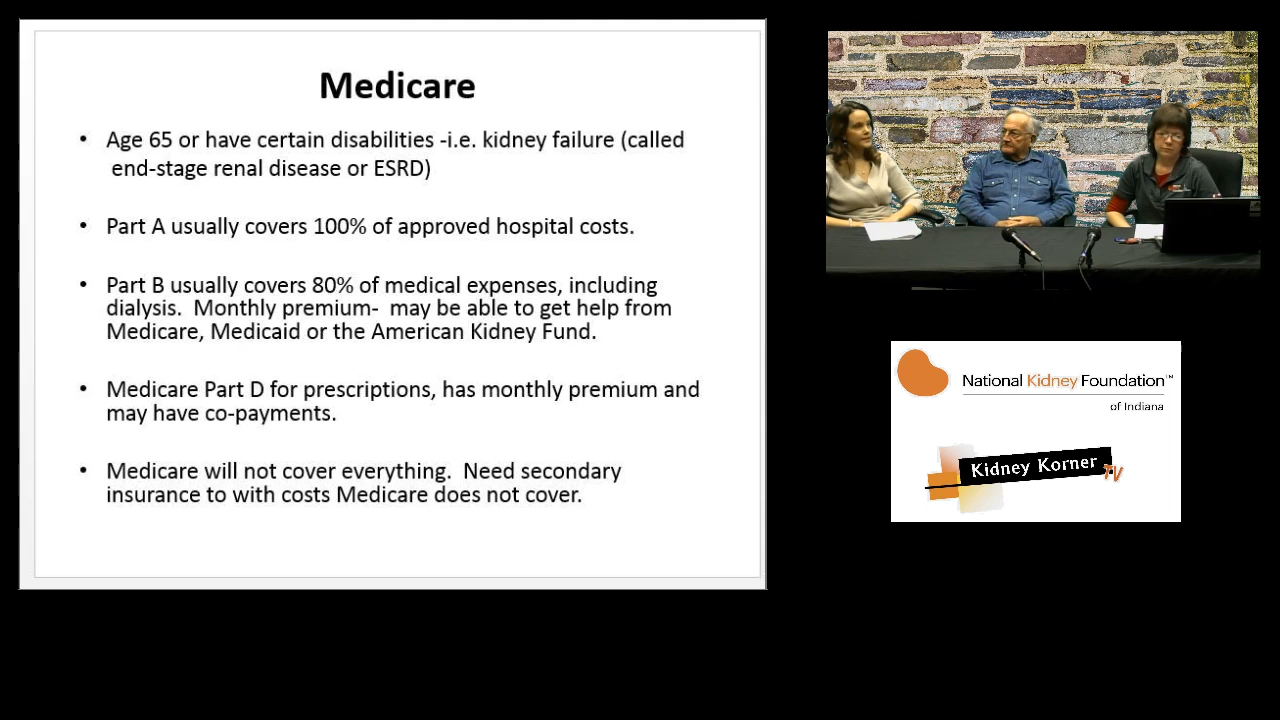 Medicare
• Age 65 or have certain disabilities -i.e. kidney failure (called
end-stage renal disease or ESRD)
• Part A usually covers 100% of approved hospital costs.
• Part B usually covers 80% of medical expenses, including
dialysis.  Monthly premium-  may be able to get help from
Medicare, Medicaid or the American Kidney Fund.
• Medicare Part D for prescriptions, has monthly premium and
may have co-payments.
• Medicare will not cover everything.  Need secondary
insurance to with costs Medicare does not cover.
National Kidney Foundation™
of Indiana
Kidney Korner TV